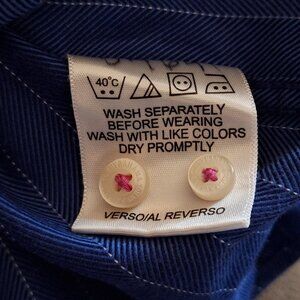 40°C
WASH SEPARATELY
BEFORE WEARING
WASH WITH LIKE COLORS
DRY PROMPTLY
VERSO/AL REVERSO